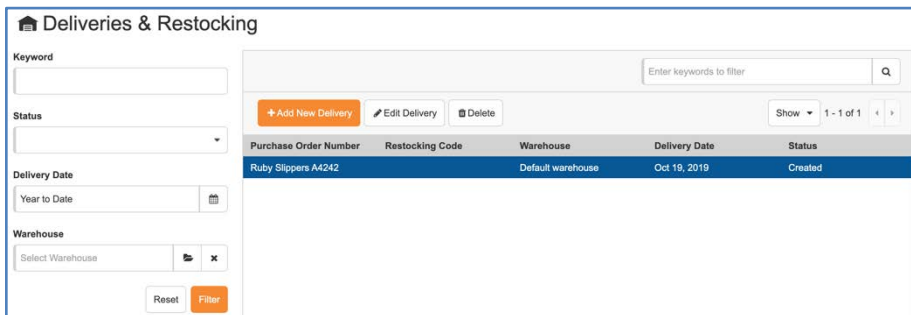 Deliveries & Restocking
Keyword
Status
Delivery Date
Year to Date
Warehouse
Select Warehouse
Reset Filter
Enter keywords to filter
+Add New Delivery Edit Delivery Delete Show 1 - 1 of 1
Purchase Order Number Restocking Code Warehouse Delivery Date Status
Ruby Slippers A4242 Default warehouse Oct 19, 2019 Created